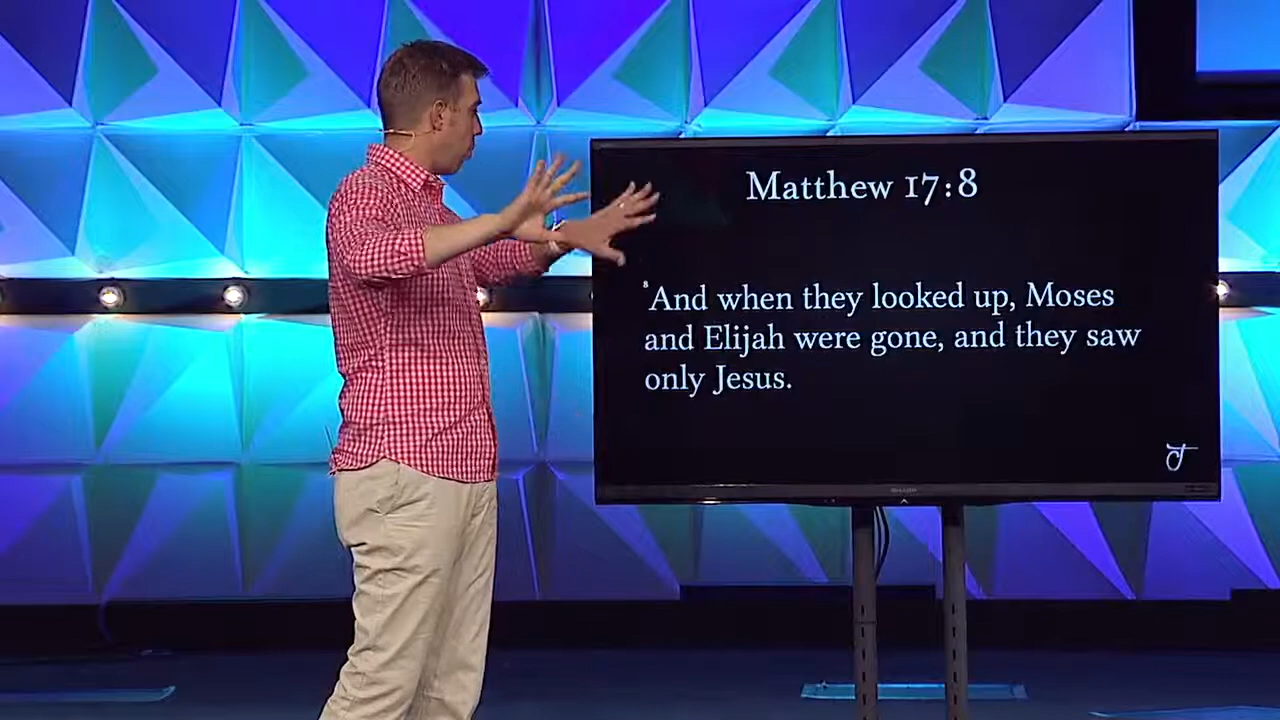 Matthew 17:8
⁸And when they looked up, Moses
and Elijah were gone, and they saw
only Jesus.